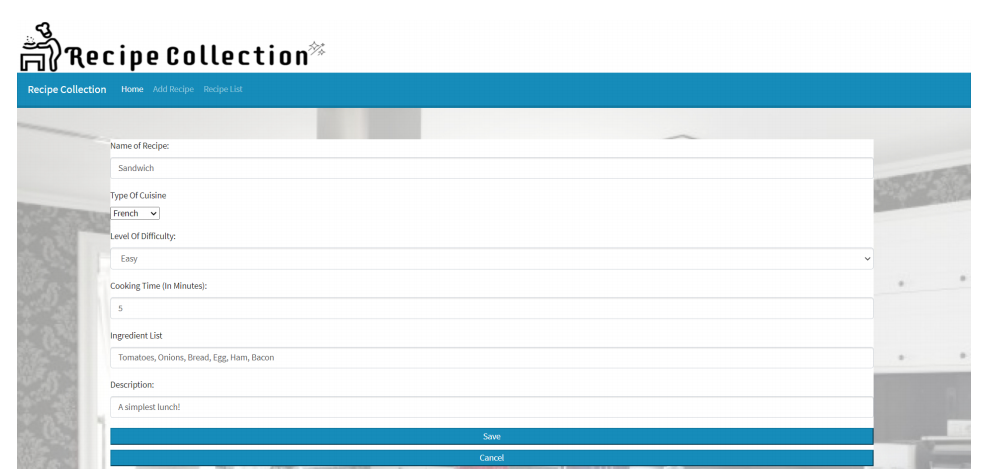 Recipe Collection
Recipe Collection Home Add Recipe Recipe List
Name of Recipe:
Sandwich
Type Of Cuisine
French
Level Of Difficulty:
Easy
Cooking Time (In Minutes):
5
Ingredient List
Tomatoes, Onions, Bread, Egg, Ham, Bacon
Description:
A simplest lunch!
Save
Cancel